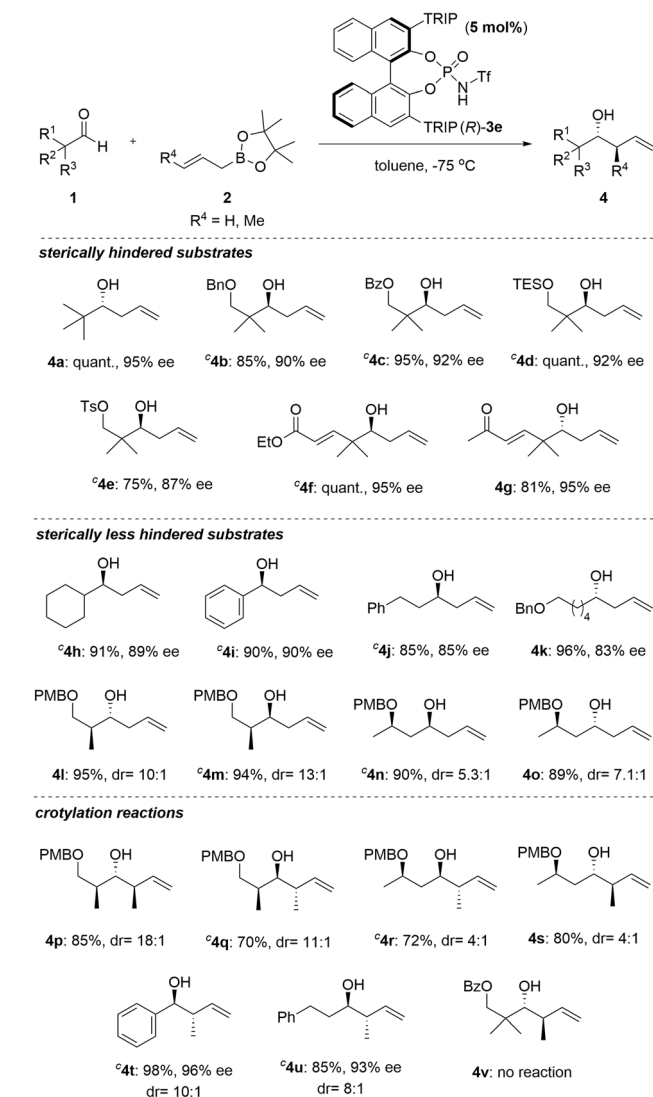 TRIP
(5 mol%)
O
O
P
O
N
H
Tf
TRIP (R)-3e
O
R1
R2
R3
H
+
R4
B
O
O
toluene, -75 °C
OH
R1
R2
R3
R4
1
2
4
R4 = H, Me
sterically hindered substrates
OH
BnO OH
BzO OH
TESO OH
4a: quant., 95% ee
c4b: 85%, 90% ee
c4c: 95%, 92% ee
c4d: quant., 92% ee
TsO OH
O
EtO
OH
O
OH
c4e: 75%, 87% ee
c4f: quant., 95% ee
4g: 81%, 95% ee
sterically less hindered substrates
OH
OH
Ph
OH
BnO
4
OH
c4h: 91%, 89% ee
c4i: 90%, 90% ee
c4j: 85%, 85% ee
4k: 96%, 83% ee
PMBO OH
PMBO OH
PMBO OH
PMBO OH
4l: 95%, dr= 10:1
c4m: 94%, dr= 13:1
c4n: 90%, dr= 5.3:1
4o: 89%, dr= 7.1:1
crotylation reactions
PMBO OH
PMBO OH
PMBO OH
PMBO OH
4p: 85%, dr= 18:1
c4q: 70%, dr= 11:1
c4r: 72%, dr= 4:1
4s: 80%, dr= 4:1
OH
Ph
OH
BzO OH
c4t: 98%, 96% ee
dr= 10:1
c4u: 85%, 93% ee
dr= 8:1
4v: no reaction